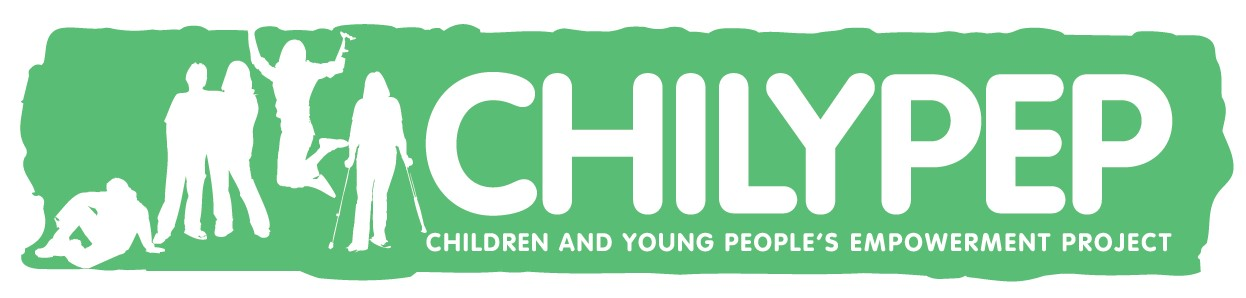 CHILYPEP
CHILDREN AND YOUNG PEOPLE'S EMPOWERMENT PROJECT